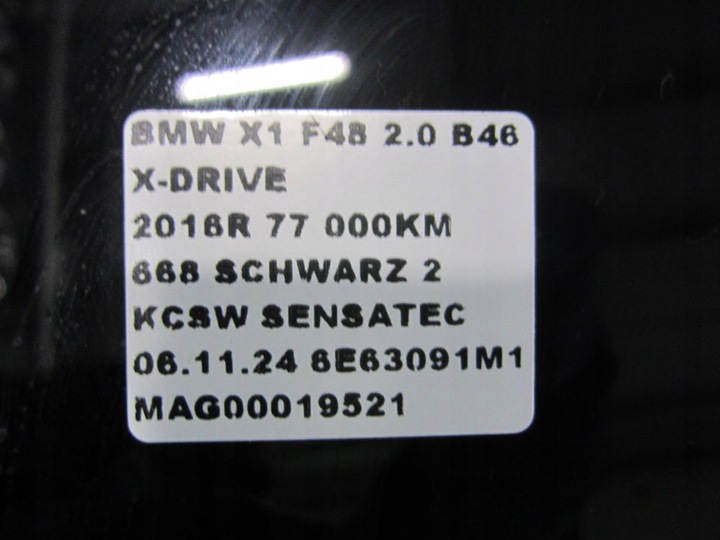 BMW X1 F48 2.0 B46
X-DRIVE
2016R 77 000KM
668 SCHWARZ 2
KCSW SENSATEC
06.11.24 6E63091M1
MAG00019521